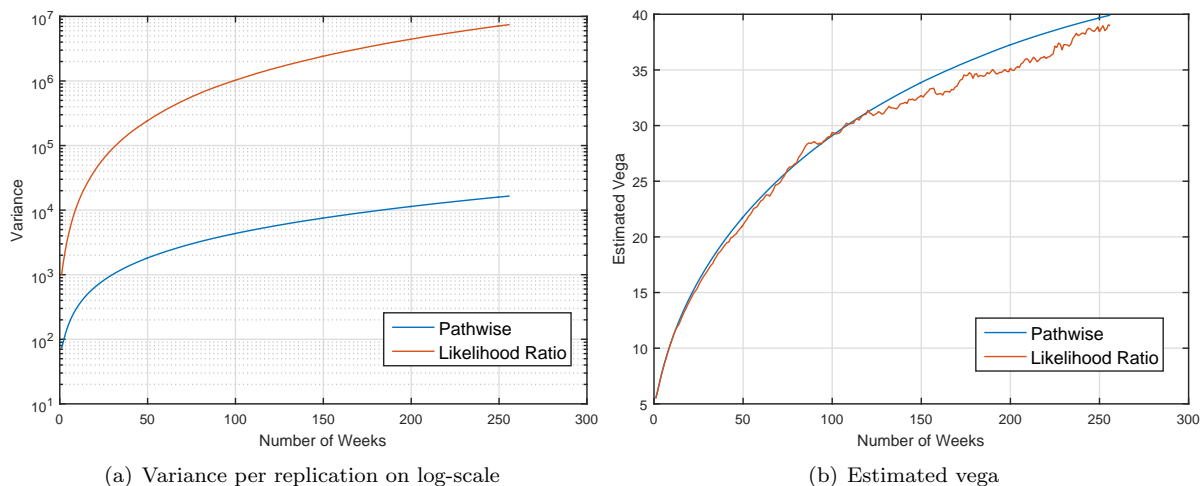 10^7
10^6
10^5
10^4
10^3
10^2
10^1
Variance
0
50
100
150
200
250
300
Number of Weeks
Pathwise
Likelihood Ratio
(a) Variance per replication on log-scale
40
35
30
25
20
15
10
5
Estimated Vega
0
50
100
150
200
250
300
Number of Weeks
Pathwise
Likelihood Ratio
(b) Estimated vega